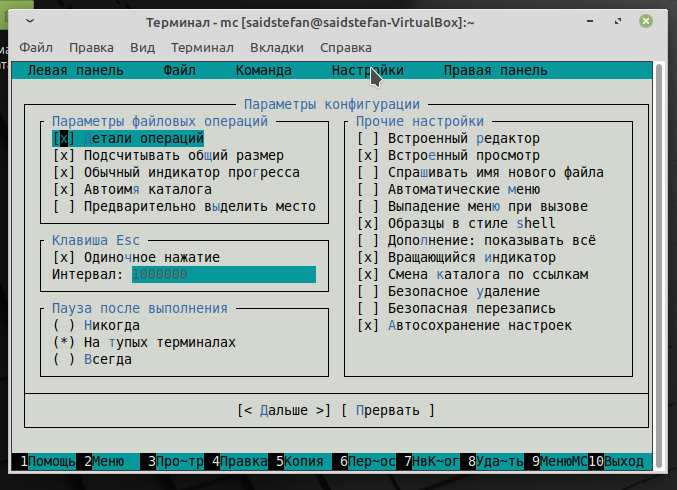 Терминал - mc [saidstefan@saidstefan-VirtualBox]:~
Файл Правка Вид Терминал Вкладки Справка
Левая панель Файл Команда Настройки Правая панель
Параметры конфигурации
Параметры файловых операций
[x] Детали операций
[x] Подсчитывать общий размер
[x] Обычный индикатор прогресса
[x] Автоимя каталога
[ ] Предварительно выделить место
Клавиша Esc
[x] Одиночное нажатие
Интервал: 1000000
Пауза после выполнения
( ) Никогда
(*) На тупых терминалах
( ) Всегда
Прочие настройки
[ ] Встроенный редактор
[x] Встроенный просмотр
[ ] Спрашивать имя нового файла
[ ] Автоматические меню
[ ] Выпадение меню при вызове
[x] Образцы в стиле shell
[ ] Дополнение: показывать всё
[x] Вращающийся индикатор
[x] Смена каталога по ссылкам
[ ] Безопасное удаление
[ ] Безопасная перезапись
[x] Автосохранение настроек
[< Дальше >] [ Прервать ]
1Помощь 2Меню 3Про~тр 4Правка 5Копия 6Пер~ос 7НвК~ог 8Уда~ть 9МенюMC 10Выход